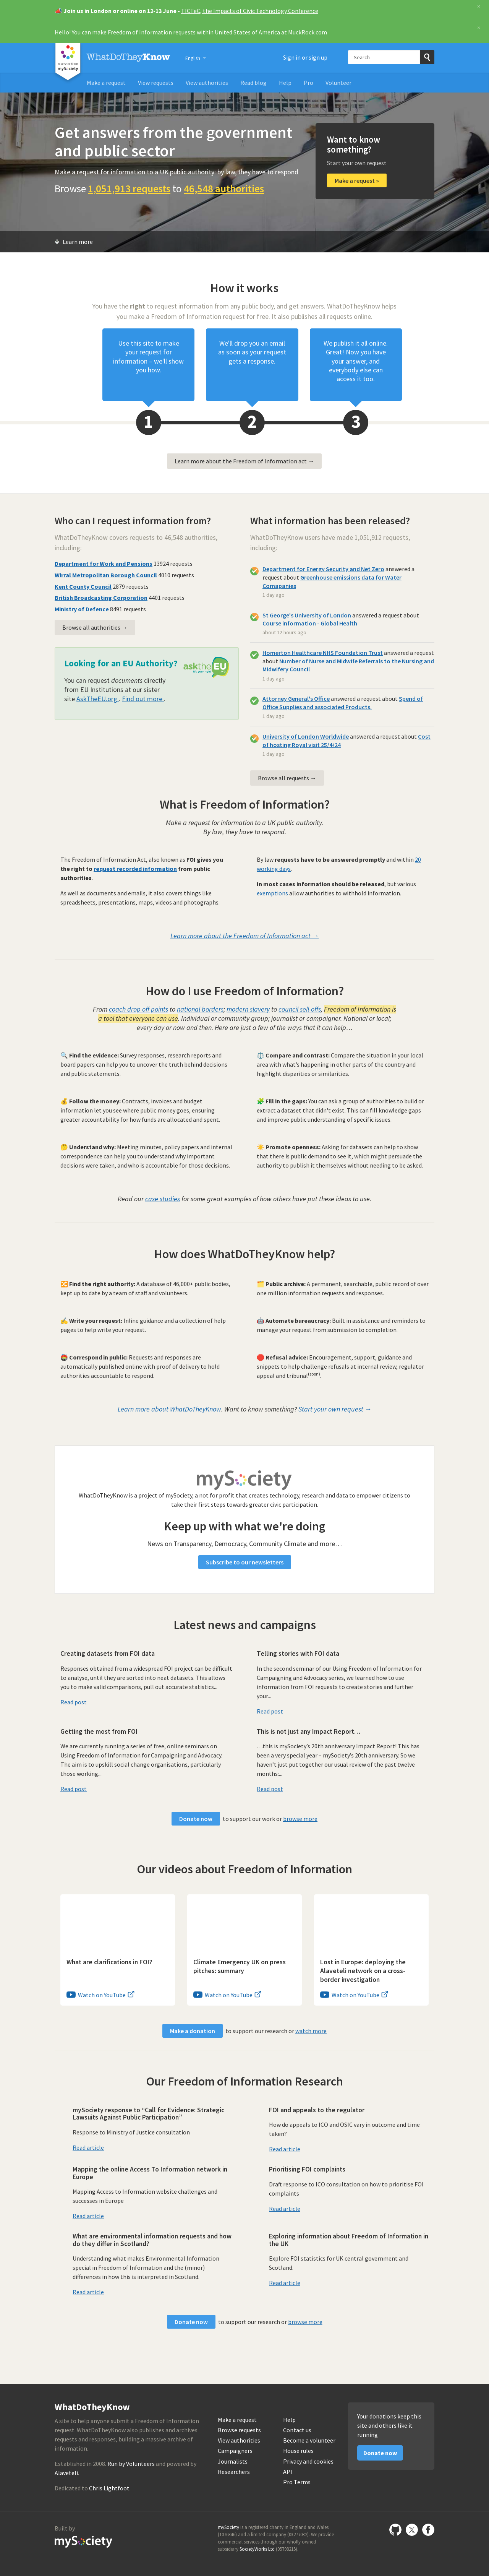 📣 Join us in London or online on 12-13 June - TICTeC, the Impacts of Civic Technology Conference
Hello! You can make Freedom of Information requests within United States of America at MuckRock.com
WhatDoTheyKnow
English
Sign in or sign up
Search
Make a request
View requests
View authorities
Read blog
Help
Pro
Volunteer
Get answers from the government
and public sector
Make a request for information to a UK public authority: by law, they have to respond
Browse 1,051,913 requests to 46,548 authorities
Want to know
something?
Start your own request
Make a request »
Learn more
How it works
You have the right to request information from any public body, and get answers. WhatDoTheyKnow helps
you make a Freedom of Information request for free. It also publishes all requests online.
Use this site to make
your request for
information – we'll show
you how.
We'll drop you an email
as soon as your request
gets a response.
We publish it all online.
Great! Now you have
your answer, and
everybody else can
access it too.
1
2
3
Learn more about the Freedom of Information act →
Who can I request information from?
WhatDoTheyKnow covers requests to 46,548 authorities,
including:
Department for Work and Pensions 13924 requests
Wirral Metropolitan Borough Council 4010 requests
Kent County Council 2879 requests
British Broadcasting Corporation 4401 requests
Ministry of Defence 8491 requests
Browse all authorities →
Looking for an EU Authority?
asktheEU
You can request documents directly
from EU Institutions at our sister
site AskTheEU.org . Find out more .
What information has been released?
WhatDoTheyKnow users have made 1,051,912 requests,
including:
Department for Energy Security and Net Zero answered a
request about Greenhouse emissions data for Water
Comapanies
1 day ago
St George's University of London answered a request about
Course information - Global Health
about 12 hours ago
Homerton Healthcare NHS Foundation Trust answered a request
about Number of Nurse and Midwife Referrals to the Nursing and
Midwifery Council
1 day ago
Attorney General's Office answered a request about Spend of
Office Supplies and associated Products.
1 day ago
University of London Worldwide answered a request about Cost
of hosting Royal visit 25/4/24
1 day ago
Browse all requests →
What is Freedom of Information?
Make a request for information to a UK public authority.
By law, they have to respond.
The Freedom of Information Act, also known as FOI gives you
the right to request recorded information from public
authorities.
As well as documents and emails, it also covers things like
spreadsheets, presentations, maps, videos and photographs.
By law requests have to be answered promptly and within 20
working days.
In most cases information should be released, but various
exemptions allow authorities to withhold information.
Learn more about the Freedom of Information act →
How do I use Freedom of Information?
From coach drop off points to national borders; modern slavery to council sell-offs, Freedom of Information is
a tool that everyone can use. Individual or community group; journalist or campaigner. National or local;
every day or now and then. Here are just a few of the ways that it can help…
🔍 Find the evidence: Survey responses, research reports and
board papers can help you to uncover the truth behind decisions
and public statements.
⚖️ Compare and contrast: Compare the situation in your local
area with what's happening in other parts of the country and
highlight disparities or similarities.
💰 Follow the money: Contracts, invoices and budget
information let you see where public money goes, ensuring
greater accountability for how funds are allocated and spent.
🧩 Fill in the gaps: You can ask a group of authorities to build or
extract a dataset that didn't exist. This can fill knowledge gaps
and improve public understanding of specific issues.
🤔 Understand why: Meeting minutes, policy papers and internal
correspondence can help you to understand why important
decisions were taken, and who is accountable for those decisions.
☀️ Promote openness: Asking for datasets can help to show
that there is public demand to see it, which might persuade the
authority to publish it themselves without needing to be asked.
Read our case studies for some great examples of how others have put these ideas to use.
How does WhatDoTheyKnow help?
🔀 Find the right authority: A database of 46,000+ public bodies,
kept up to date by a team of staff and volunteers.
🗂️ Public archive: A permanent, searchable, public record of over
one million information requests and responses.
✍️ Write your request: Inline guidance and a collection of help
pages to help write your request.
🤖 Automate bureaucracy: Built in assistance and reminders to
manage your request from submission to completion.
📯 Correspond in public: Requests and responses are
automatically published online with proof of delivery to hold
authorities accountable to respond.
🛑 Refusal advice: Encouragement, support, guidance and
snippets to help challenge refusals at internal review, regulator
appeal and tribunal(soon).
Learn more about WhatDoTheyKnow. Want to know something? Start your own request →
mySociety
WhatDoTheyKnow is a project of mySociety, a not for profit that creates technology, research and data to empower citizens to
take their first steps towards greater civic participation.
Keep up with what we're doing
News on Transparency, Democracy, Community Climate and more…
Subscribe to our newsletters
Latest news and campaigns
Creating datasets from FOI data
Responses obtained from a widespread FOI project can be difficult
to analyse, until they are sorted into neat datasets. This allows
you to make valid comparisons, pull out accurate statistics...
Read post
Telling stories with FOI data
In the second seminar of our Using Freedom of Information for
Campaigning and Advocacy series, we learned how to use
information from FOI requests to create stories and further
your...
Read post
Getting the most from FOI
We are currently running a series of free, online seminars on
Using Freedom of Information for Campaigning and Advocacy.
The aim is to upskill social change organisations, particularly
those working...
Read post
This is not just any Impact Report…
…this is mySociety's 20th anniversary Impact Report! This has
been a very special year – mySociety's 20th anniversary. So we
haven't just put together our usual review of the past twelve
months:...
Read post
Donate now to support our work or browse more
Our videos about Freedom of Information
What are clarifications in FOI?
Watch on YouTube
Climate Emergency UK on press
pitches: summary
Watch on YouTube
Lost in Europe: deploying the
Alaveteli network on a cross-
border investigation
Watch on YouTube
Make a donation to support our research or watch more
Our Freedom of Information Research
mySociety response to "Call for Evidence: Strategic
Lawsuits Against Public Participation"
Response to Ministry of Justice consultation
Read article
FOI and appeals to the regulator
How do appeals to ICO and OSIC vary in outcome and time
taken?
Read article
Mapping the online Access To Information network in
Europe
Mapping Access to Information website challenges and
successes in Europe
Read article
Prioritising FOI complaints
Draft response to ICO consultation on how to prioritise FOI
complaints
Read article
What are environmental information requests and how
do they differ in Scotland?
Understanding what makes Environmental Information
special in Freedom of Information and the (minor)
differences in how this is interpreted in Scotland.
Read article
Exploring information about Freedom of Information in
the UK
Explore FOI statistics for UK central government and
Scotland.
Read article
Donate now to support our research or browse more
WhatDoTheyKnow
A site to help anyone submit a Freedom of Information
request. WhatDoTheyKnow also publishes and archives
requests and responses, building a massive archive of
information.
Established in 2008. Run by Volunteers and powered by
Alaveteli.
Dedicated to Chris Lightfoot.
Make a request
Browse requests
View authorities
Campaigners
Journalists
Researchers
Help
Contact us
Become a volunteer
House rules
Privacy and cookies
API
Pro Terms
Your donations keep this
site and others like it
running
Donate now
Built by
mySociety
mySociety is a registered charity in England and Wales
(1076346) and a limited company (03277032). We provide
commercial services through our wholly owned
subsidiary SocietyWorks Ltd (05798215).